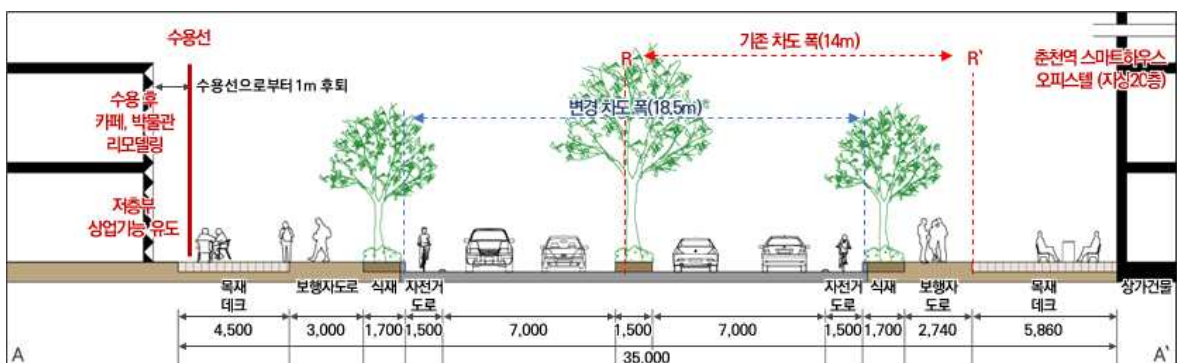 수용선
기존 차도 폭(14m)
R
R`
춘천역 스마트하우스
오피스텔 (지상20층)
수용선으로부터 1m 후퇴
수용 후
카페, 박물관
리모델링
변경 차도 폭(18.5m)
저층부
상업기능 유도
목재
데크
보행자도로
식재
자전거
도로
자전거
도로
식재
보행자
도로
목재
데크
상가건물
4,500
3,000
1,700
1,500
7,000
1,500
7,000
1,500
1,700
2,740
5,860
A
35,000
A`